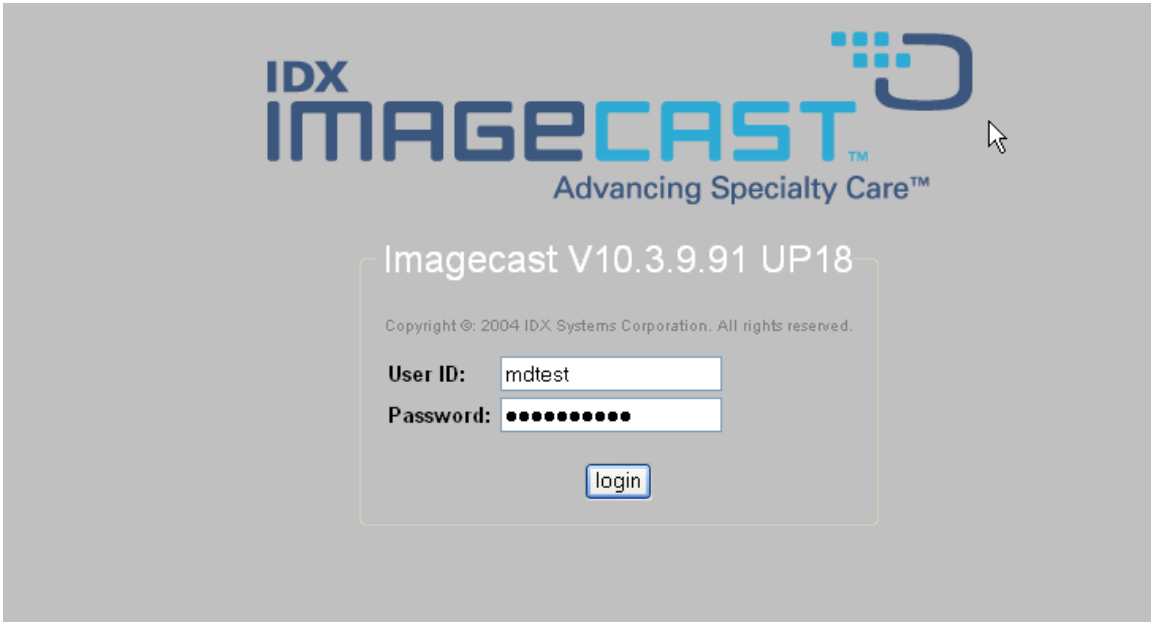 IDX
IMAGECAST™
Advancing Specialty Care™
Imagecast V10.3.9.91 UP18
Copyright ©: 2004 IDX Systems Corporation. All rights reserved.
User ID: mdtest
Password: ●●●●●●●●●●
login